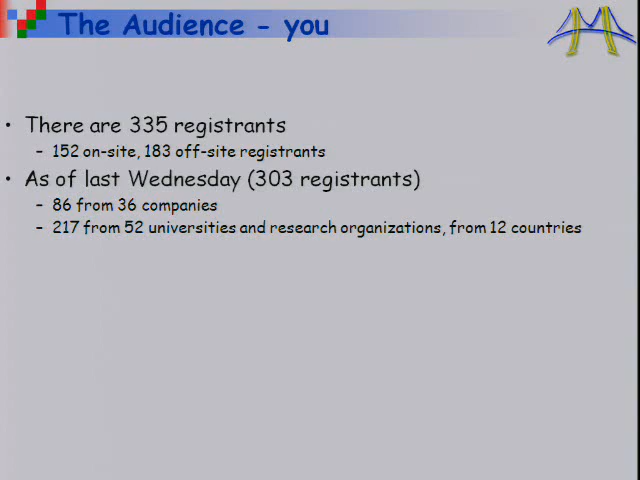 The Audience - you
• There are 335 registrants
– 152 on-site, 183 off-site registrants
• As of last Wednesday (303 registrants)
– 86 from 36 companies
– 217 from 52 universities and research organizations, from 12 countries